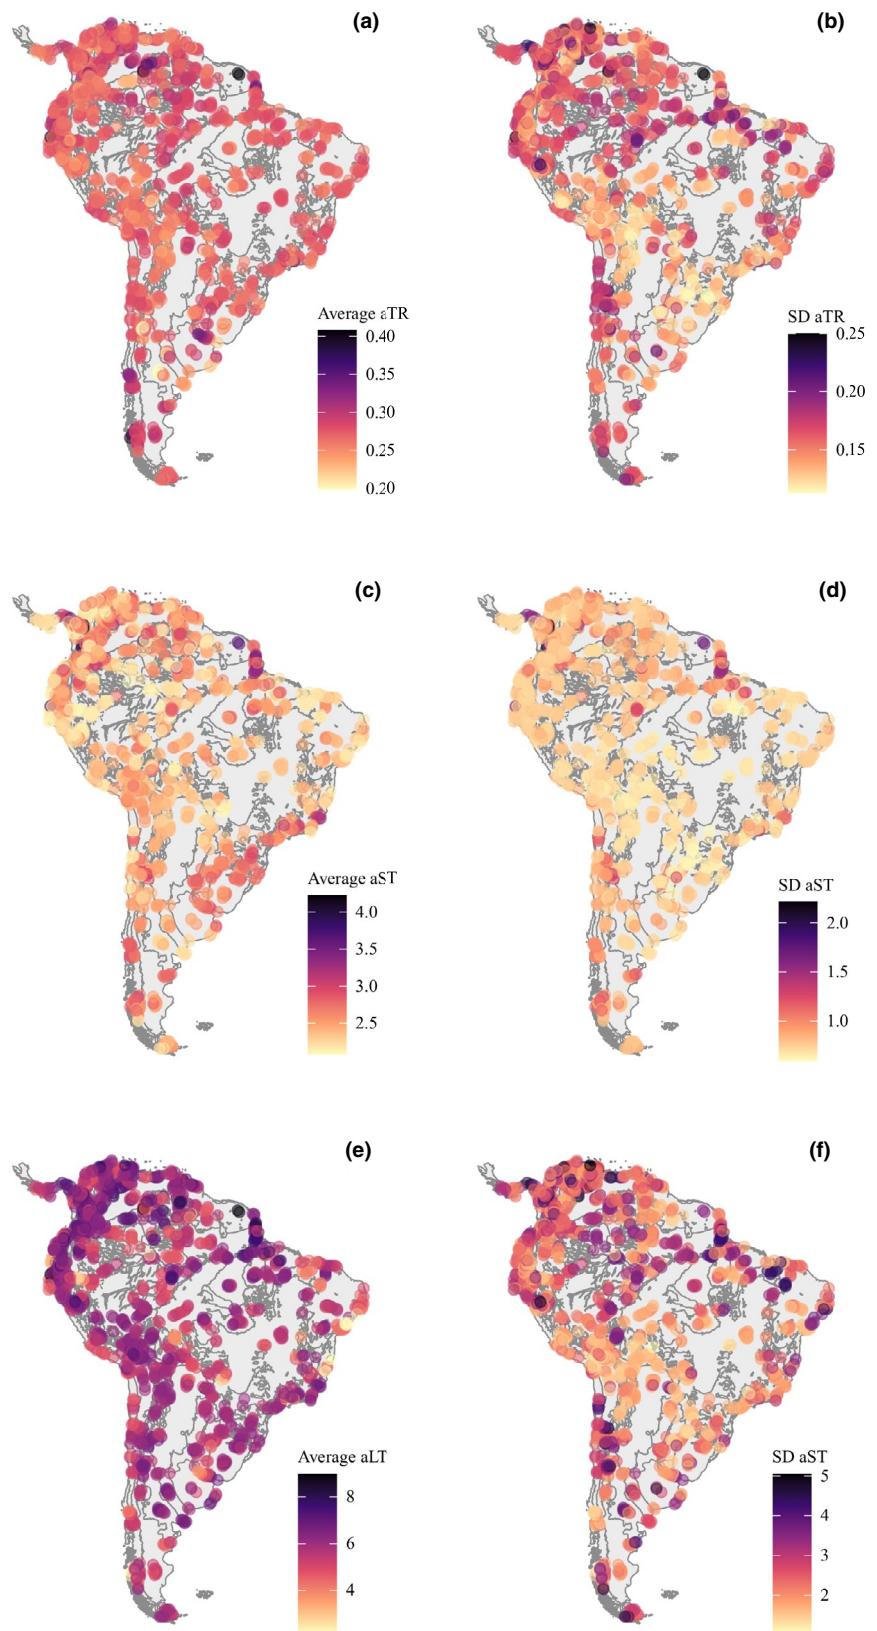 (a)
(b)
Average aTR
0.40
0.35
0.30
0.25
0.20
SD aTR
0.25
0.20
0.15
(c)
(d)
Average aST
4.0
3.5
3.0
2.5
SD aST
2.0
1.5
1.0
(e)
(f)
Average aLT
8
6
4
SD aST
5
4
3
2